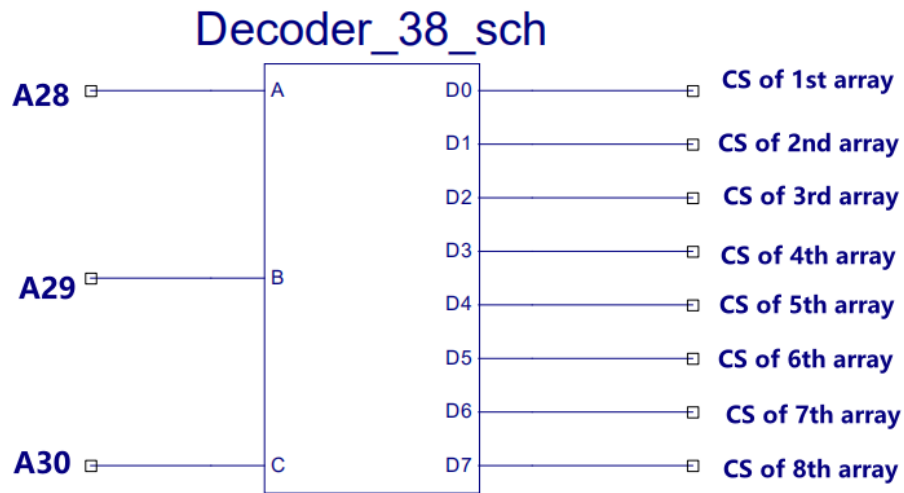 Decoder_38_sch
A28 A D0 CS of 1st array
D1 CS of 2nd array
D2 CS of 3rd array
D3 CS of 4th array
A29 B
D4 CS of 5th array
D5 CS of 6th array
D6 CS of 7th array
A30 C D7 CS of 8th array